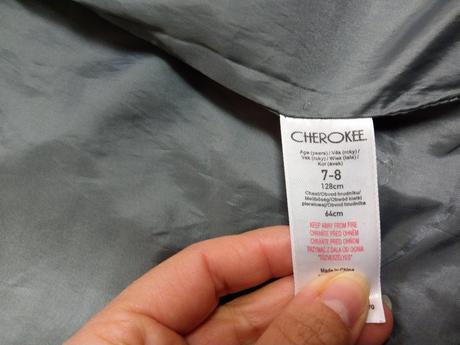 CHEROKEE.
Age (years) / Věk (roky) /
Vek (roky) / Wiek (lata) /
Kor (évek)
7-8
128cm
Chest/Obvod hrudníku/
Mellbőség/Obwód klatki
piersiowej/Obvod hrudníka
64cm
KEEP AWAY FROM FIRE
CHRAŇTE PŘED OHNĚM
CHRÁŇTE PRED OHŇOM
TRZYMAĆ Z DALA OD OGNIA
"TŰZVESZÉLYES"
Made in China